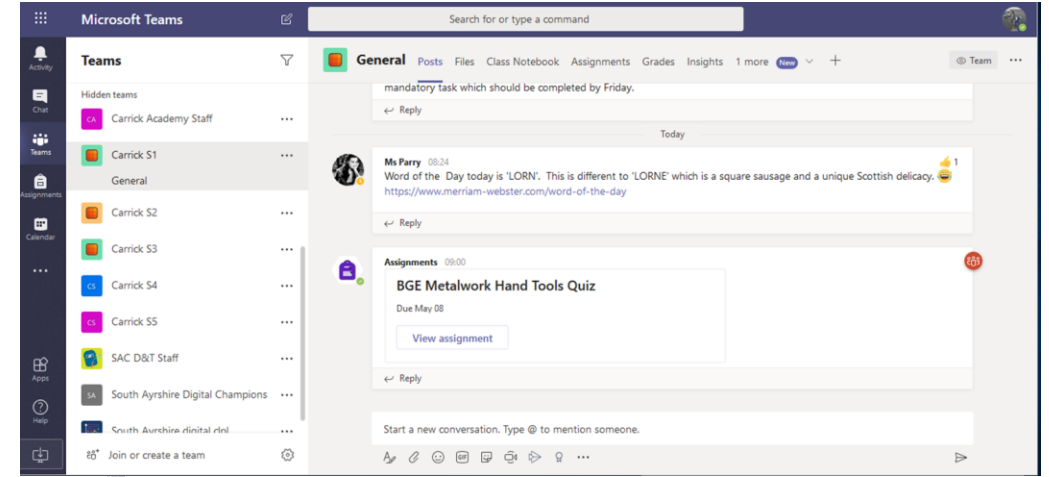 Microsoft Teams
Search for or type a command
Activity
Chat
Teams
Assignments
Calendar
Apps
Help
Teams
Hidden teams
CA Carrick Academy Staff
Carrick S1
General
Carrick S2
Carrick S3
CS Carrick S4
CS Carrick S5
SAC D&T Staff
SA South Ayrshire Digital Champions
South Ayrshire digital dpl
Join or create a team
General Posts Files Class Notebook Assignments Grades Insights 1 more New Team
mandatory task which should be completed by Friday.
Reply
Today
Ms Parry 08:24
1
Word of the Day today is 'LORN'. This is different to 'LORNE' which is a square sausage and a unique Scottish delicacy.
https://www.merriam-webster.com/word-of-the-day
Reply
Assignments 09:00
BGE Metalwork Hand Tools Quiz
Due May 08
View assignment
Reply
Start a new conversation. Type @ to mention someone.
GIF